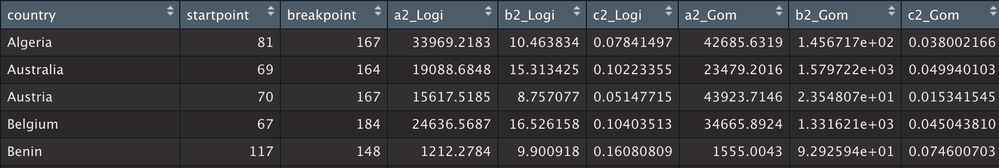 country startpoint breakpoint a2_Logi b2_Logi c2_Logi a2_Gom b2_Gom c2_Gom
Algeria 81 167 33969.2183 10.463834 0.07841497 42685.6319 1.456717e+02 0.038002166
Australia 69 164 19088.6848 15.313425 0.10223355 23479.2016 1.579722e+03 0.049940103
Austria 70 167 15617.5185 8.757077 0.05147715 43923.7146 2.354807e+01 0.015341545
Belgium 67 184 24636.5687 16.526158 0.10403513 34665.8924 1.331621e+03 0.045043810
Benin 117 148 1212.2784 9.900918 0.16080809 1555.0043 9.292594e+01 0.074600703